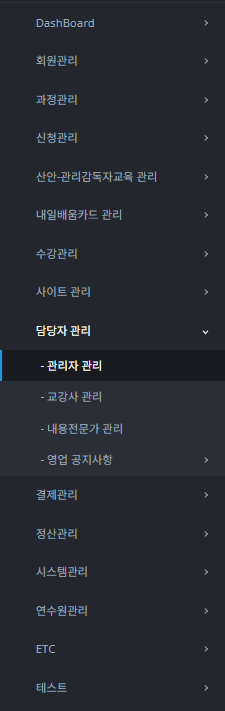 DashBoard
회원관리
과정관리
신청관리
산안-관리감독자교육 관리
내일배움카드 관리
수강관리
사이트 관리
담당자 관리
- 관리자 관리
- 교강사 관리
- 내용전문가 관리
- 영업 공지사항
결제관리
정산관리
시스템관리
연수원관리
ETC
테스트